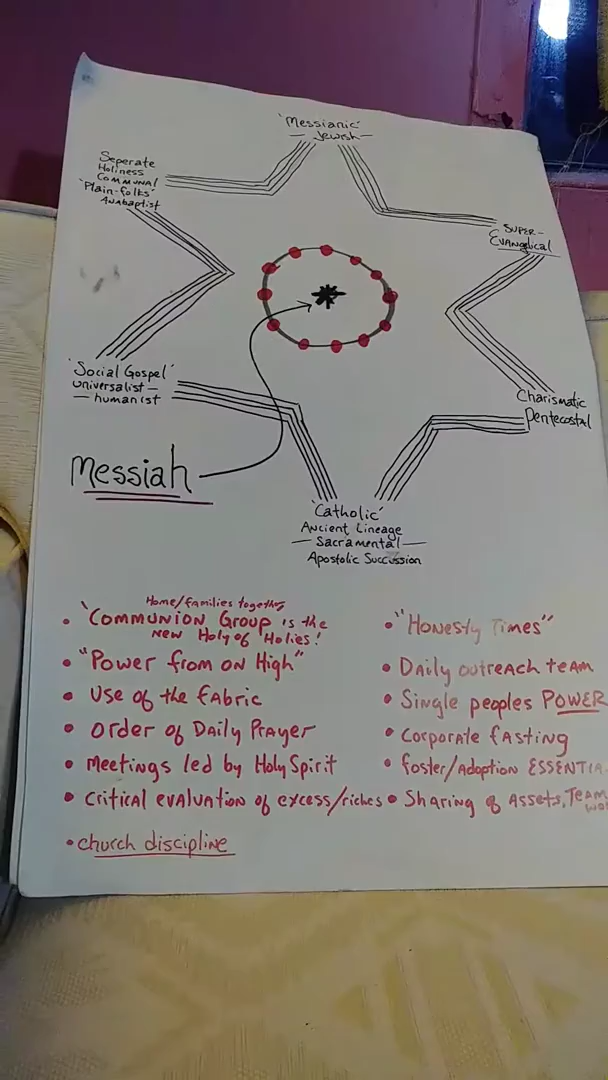 'Messianic'
— Jewish —
Seperate
Holiness
Communal
'Plain-folks'
Anabaptist
Super-
Evangelical
'Social Gospel'
universalist —
— humanist
Charismatic
Pentecostal
Messiah
'Catholic'
Ancient Lineage
— Sacramental —
Apostolic Succussion
Home/families together
• "Communion Group is the
new Holy of Holies!
• "Power from on High"
• Use of the fabric
• Order of Daily Prayer
• Meetings led by Holy Spirit
• Critical evaluation of excess/riches
• church discipline
• "Honesty Times"
• Daily outreach team
• Single peoples POWER
• Corporate fasting
• foster/Adoption ESSENTIA
• Sharing of Assets, Team
wo